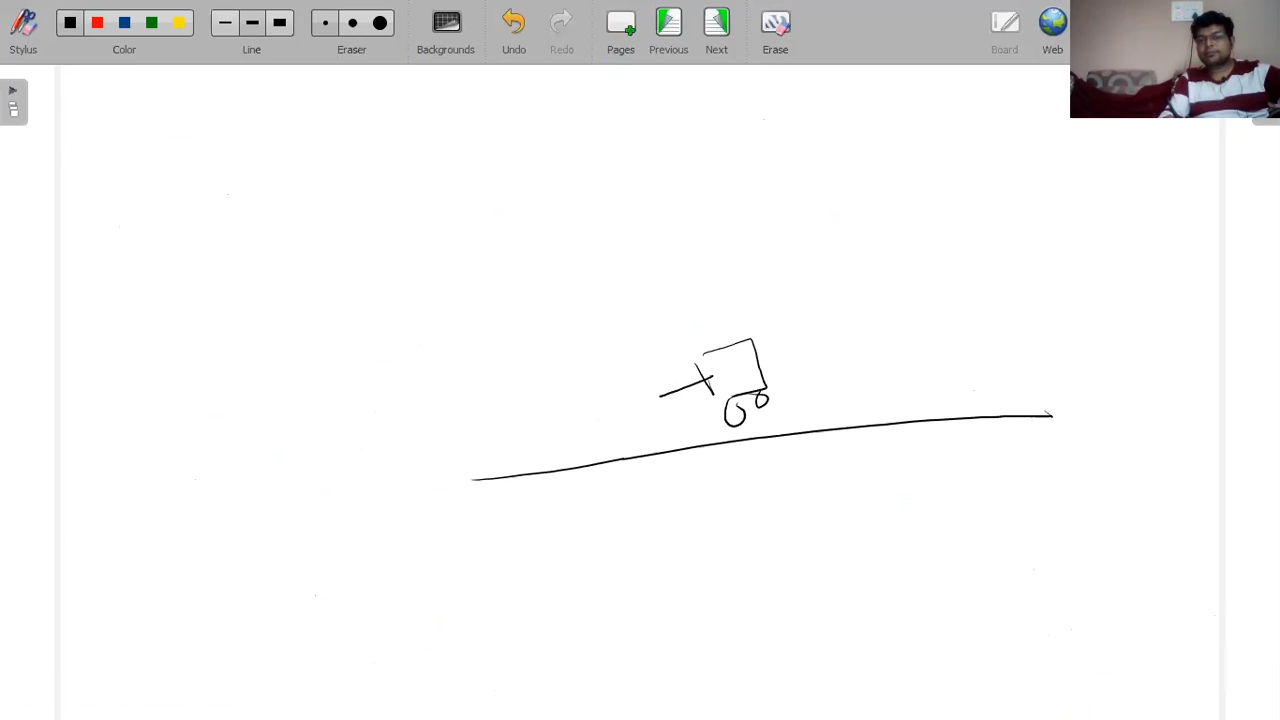 Stylus
Color
Line
Eraser
Backgrounds
Undo
Redo
Pages
Previous
Next
Erase
Board
Web